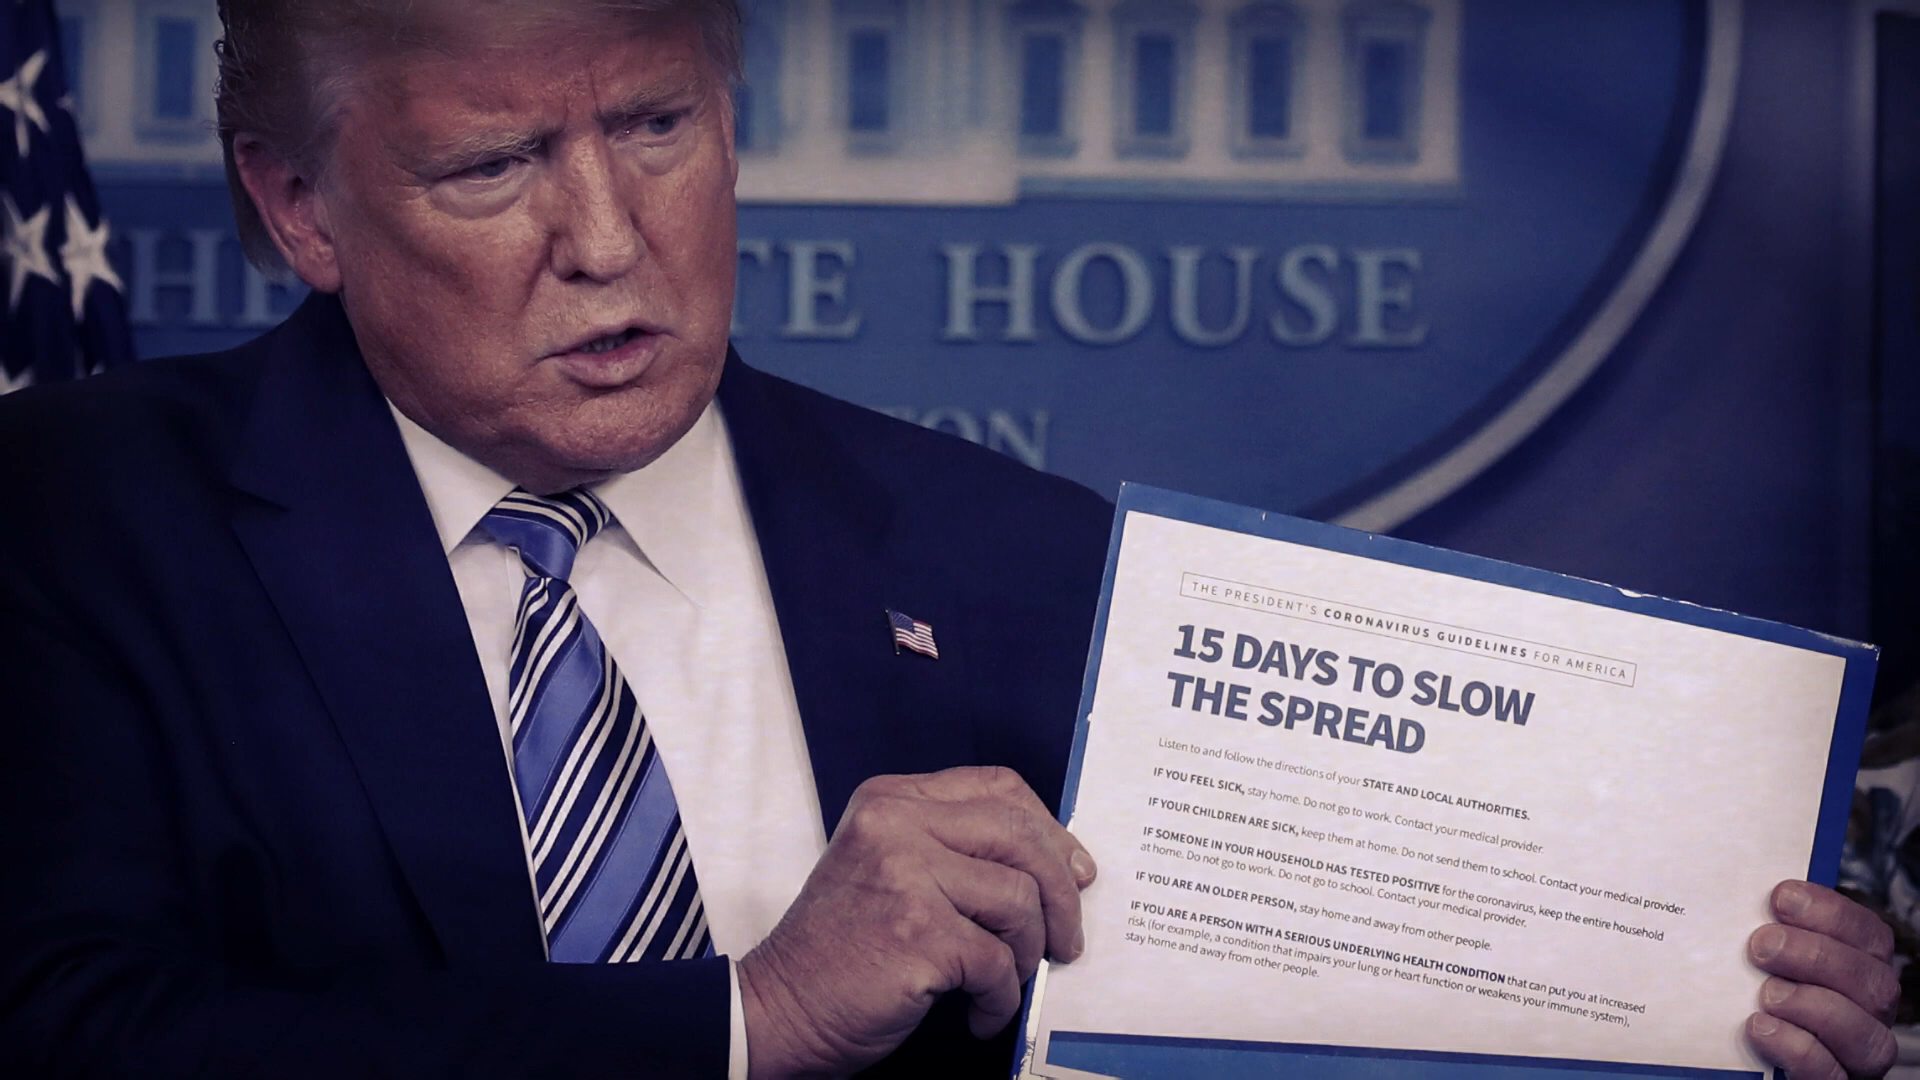 HE TE HOUSE
ON
THE PRESIDENT'S CORONAVIRUS GUIDELINES FOR AMERICA
15 DAYS TO SLOW
THE SPREAD
Listen to and follow the directions of your STATE AND LOCAL AUTHORITIES.
IF YOU FEEL SICK, stay home. Do not go to work. Contact your medical provider.
IF YOUR CHILDREN ARE SICK, keep them at home. Do not send them to school. Contact your medical provider.
IF SOMEONE IN YOUR HOUSEHOLD HAS TESTED POSITIVE for the coronavirus, keep the entire household
at home. Do not go to work. Do not go to school. Contact your medical provider.
IF YOU ARE AN OLDER PERSON, stay home and away from other people.
IF YOU ARE A PERSON WITH A SERIOUS UNDERLYING HEALTH CONDITION that can put you at increased
risk (for example, a condition that impairs your lung or heart function or weakens your immune system),
stay home and away from other people.